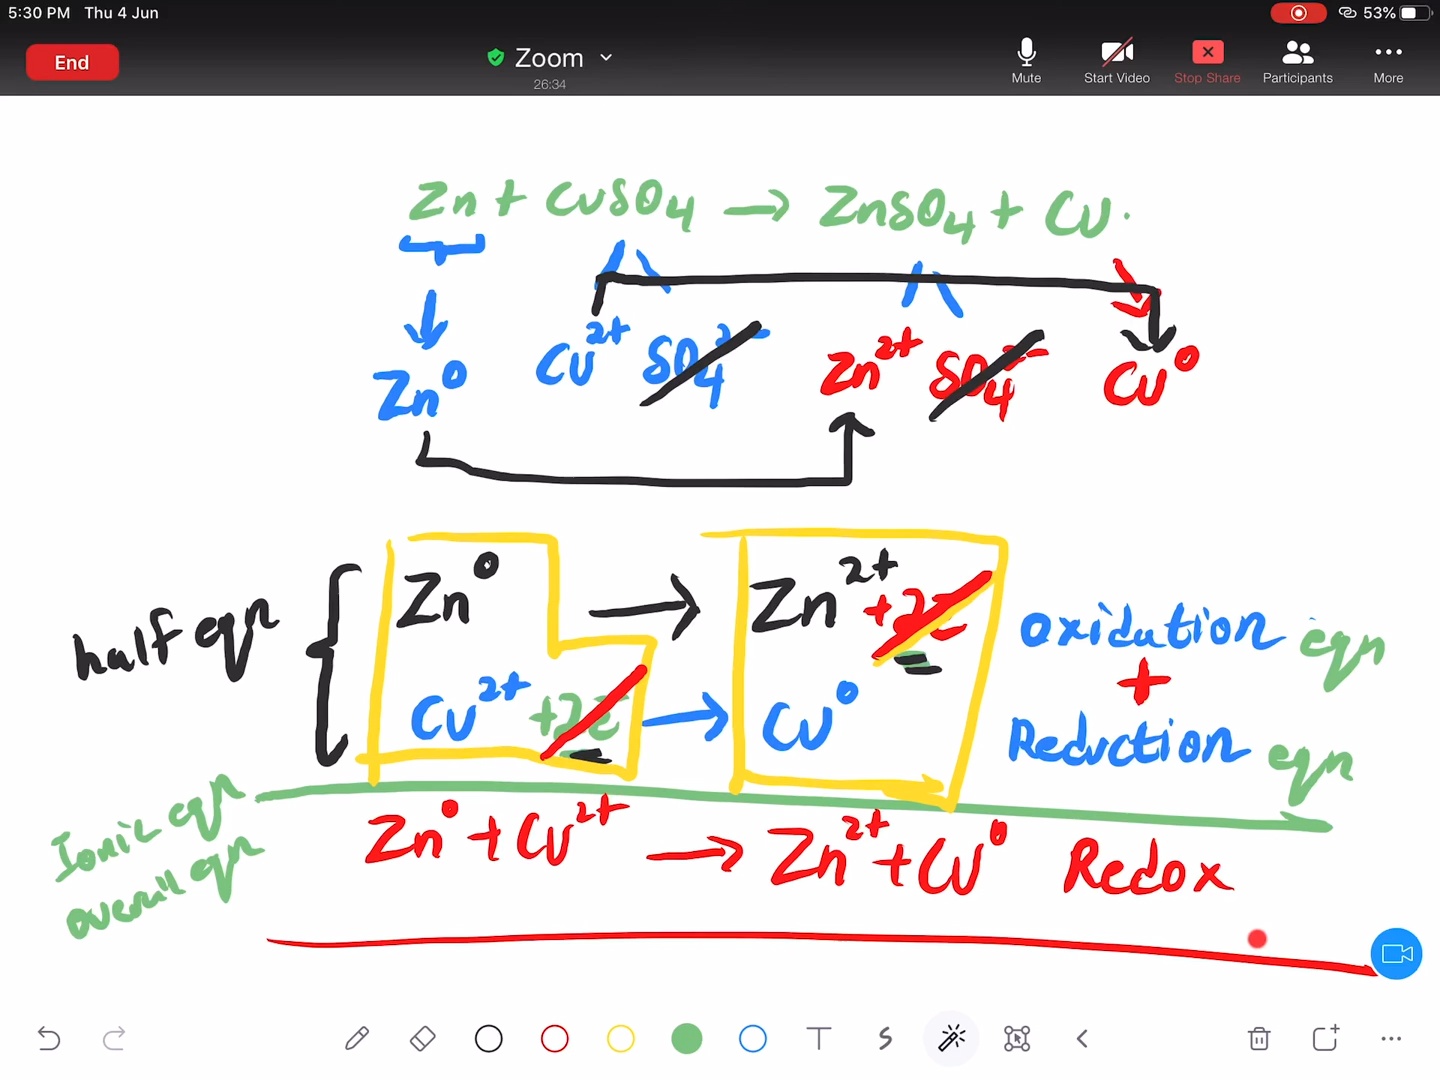 5:30 PM Thu 4 Jun 53%
End Zoom 26:34 Mute Start Video Stop Share Participants More
Zn + CuSO4 → ZnSO4 + Cu.
Zn⁰ Cu²⁺ SO4²⁻ Zn²⁺ SO4²⁻ Cu⁰
half eqn
Zn⁰ → Zn²⁺ +2e Oxidation eqn
+
Cu²⁺ +2e → Cu⁰ Reduction eqn
Ionic eqn
overall eqn
Zn⁰ + Cu²⁺ → Zn²⁺ + Cu⁰ Redox
T